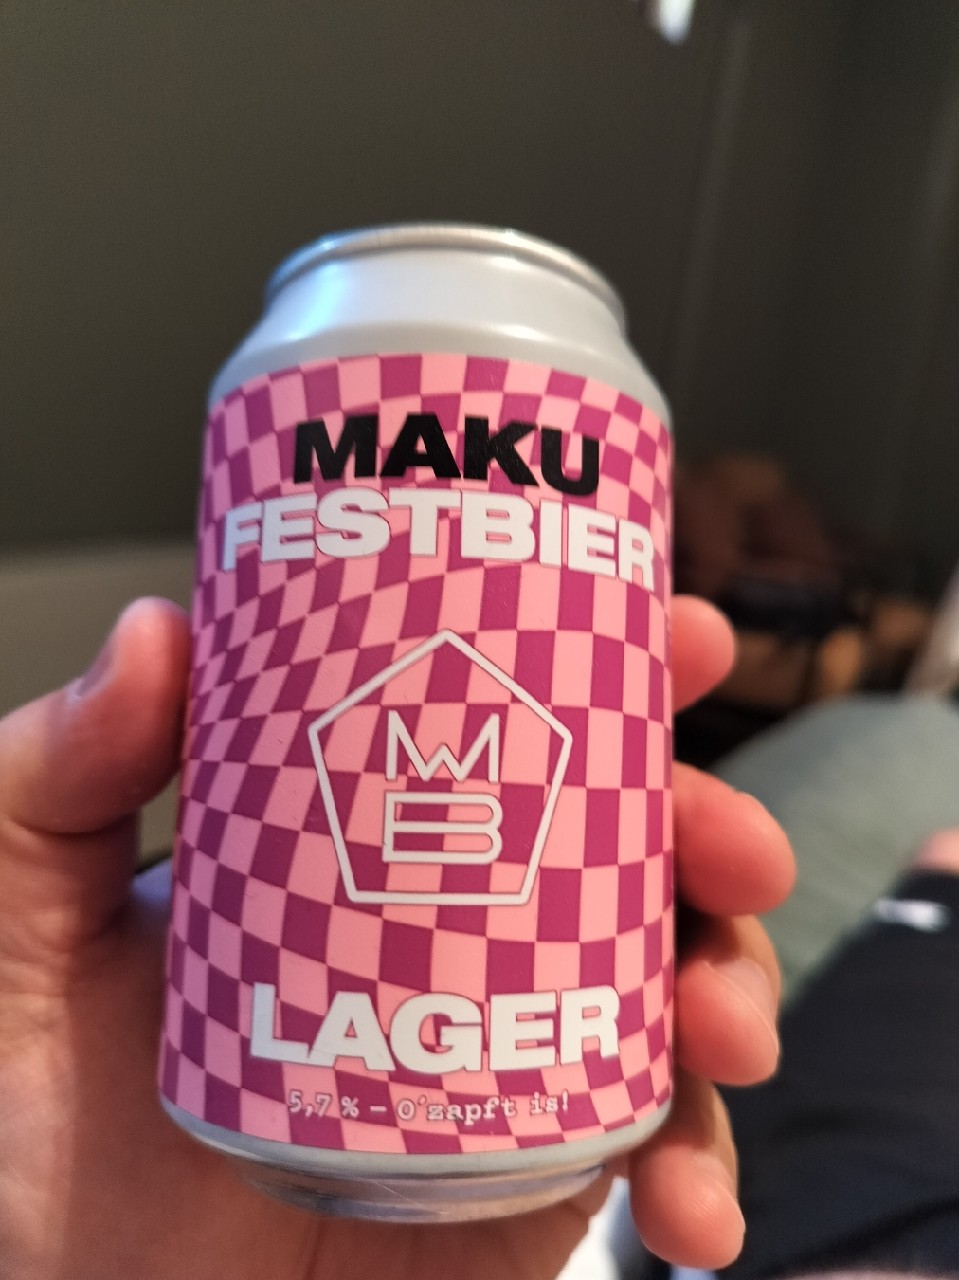 MAKU
FESTBIER
M
B
LAGER
5,7 % – O'zapft is!